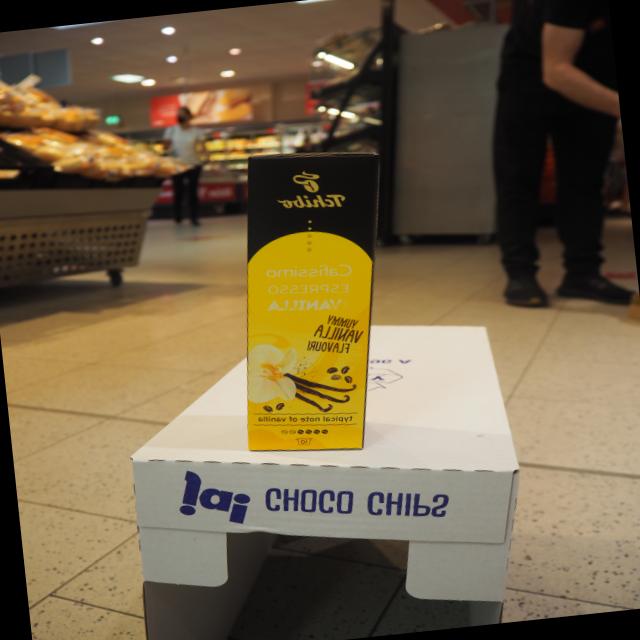 Tchibo
Cafissimo
ESPRESSO
VANILLA
YUMMY
VANILLA
FLAVOUR!
typical note of vanilla
ja! CHOCO CHIPS